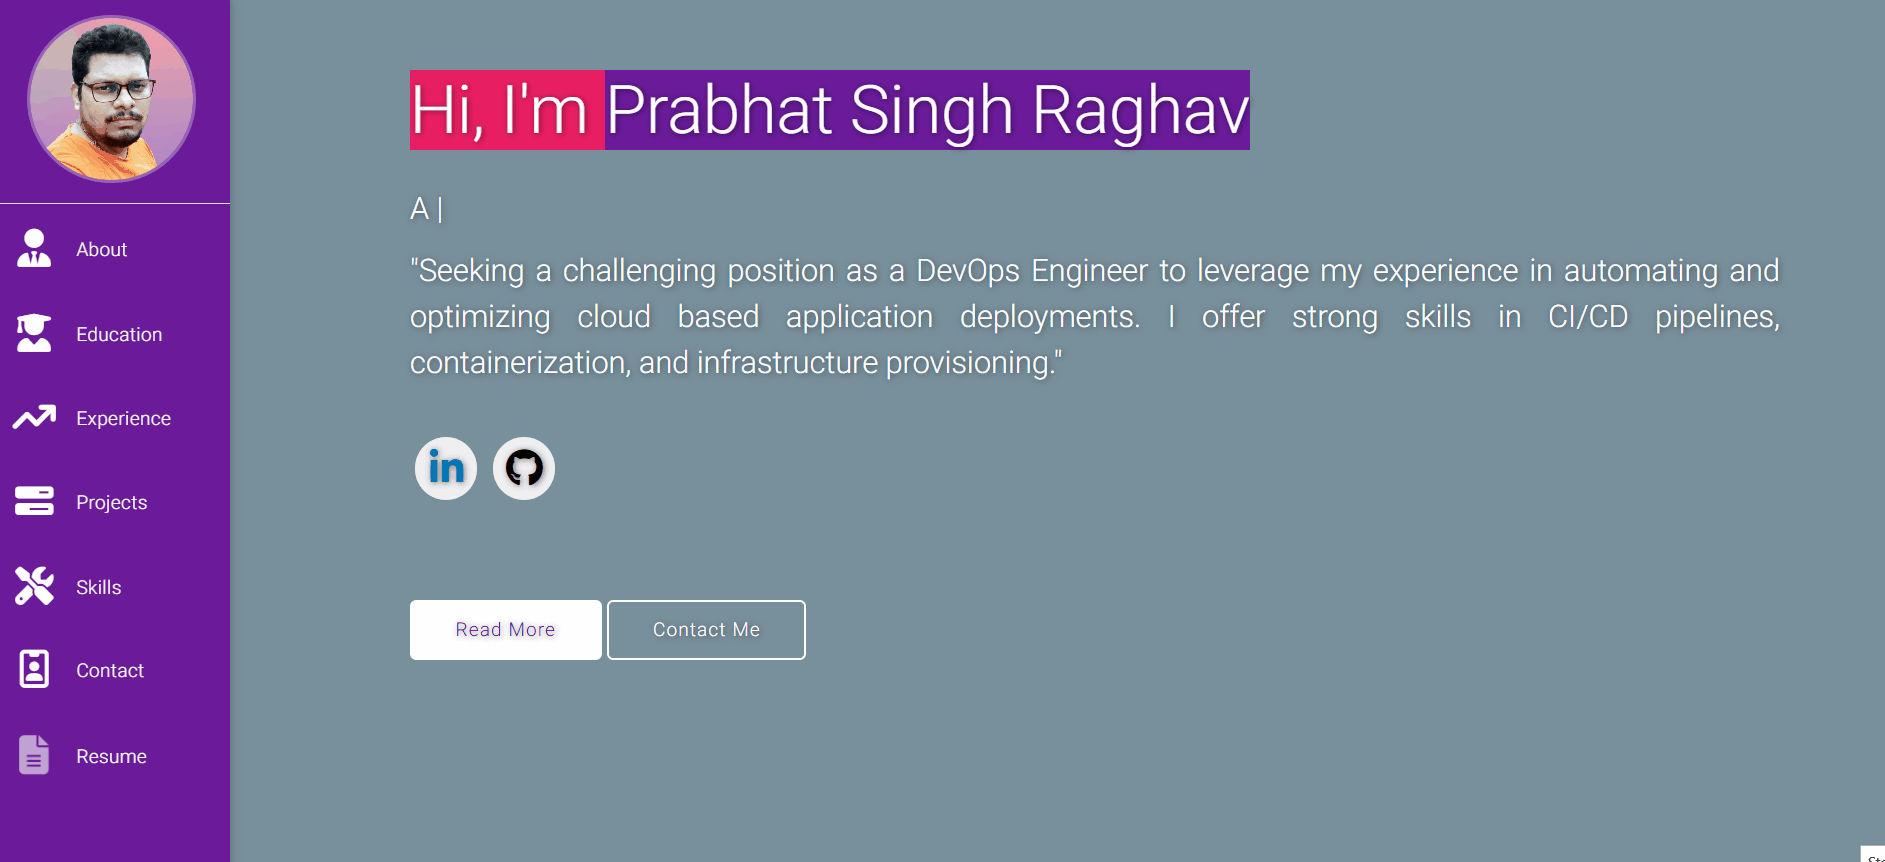 Hi, I'm Prabhat Singh Raghav
A |
"Seeking a challenging position as a DevOps Engineer to leverage my experience in automating and
optimizing cloud based application deployments. I offer strong skills in CI/CD pipelines,
containerization, and infrastructure provisioning."
in
Read More Contact Me
About
Education
Experience
Projects
Skills
Contact
Resume